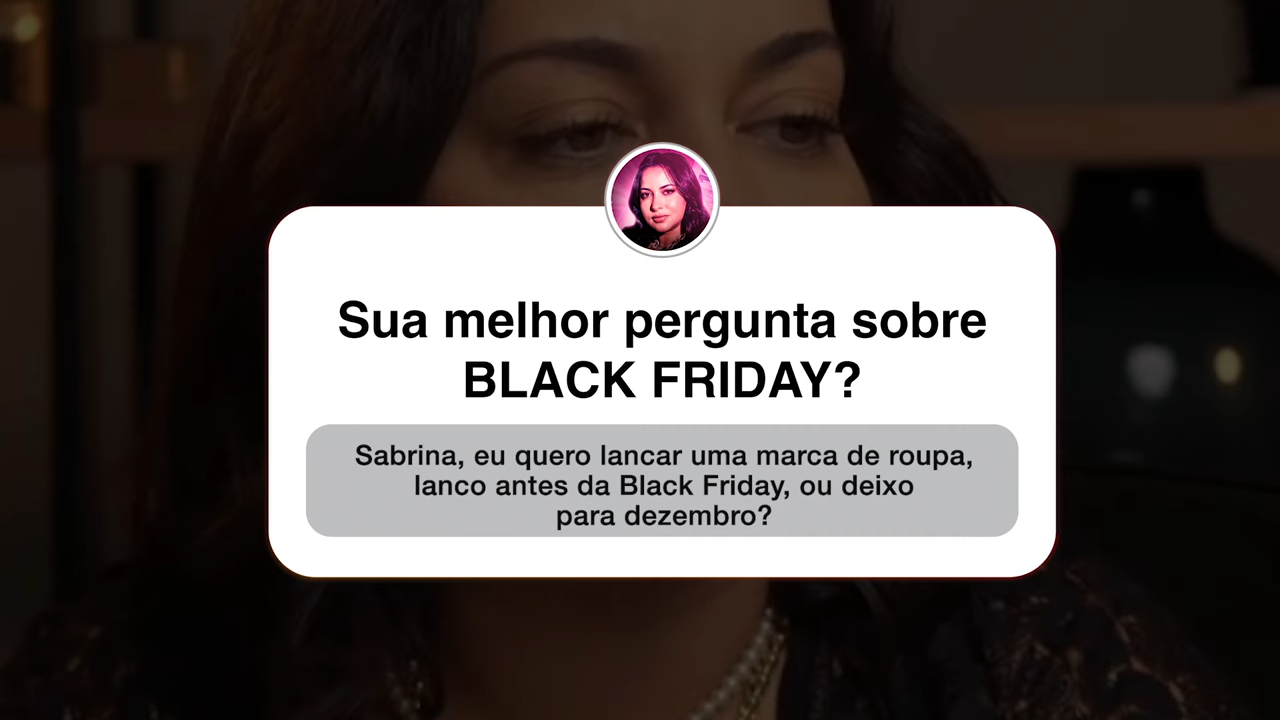 Sua melhor pergunta sobre
BLACK FRIDAY?
Sabrina, eu quero lancar uma marca de roupa,
lanco antes da Black Friday, ou deixo
para dezembro?